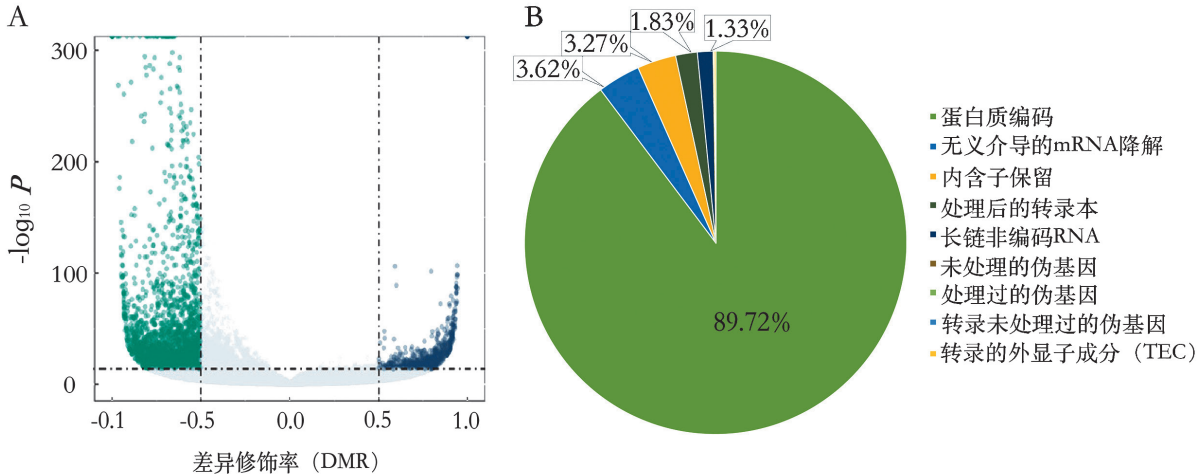 A
300
200
100
0
-log10 P
-0.1
-0.5
0.0
0.5
1.0
差异修饰率（DMR）
B
3.62%
3.27%
1.83%
1.33%
89.72%
蛋白质编码
无义介导的mRNA降解
内含子保留
处理后的转录本
长链非编码RNA
未处理的伪基因
处理过的伪基因
转录未处理过的伪基因
转录的外显子成分（TEC）